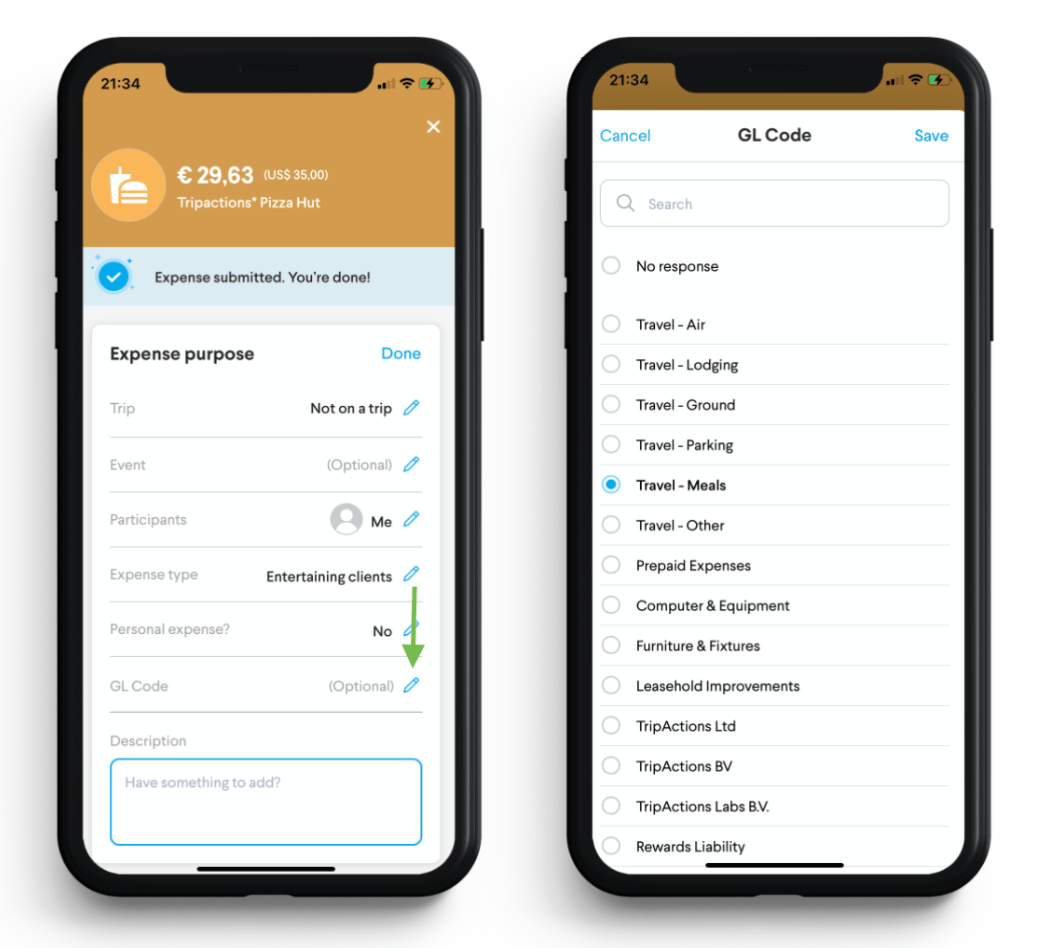 21:34
€ 29,63 (US$ 35,00)
Tripactions* Pizza Hut
Expense submitted. You're done!
Expense purpose Done
Trip Not on a trip
Event (Optional)
Participants Me
Expense type Entertaining clients
Personal expense? No
GL Code (Optional)
Description
Have something to add?
21:34
Cancel GL Code Save
Search
No response
Travel - Air
Travel - Lodging
Travel - Ground
Travel - Parking
Travel - Meals
Travel - Other
Prepaid Expenses
Computer & Equipment
Furniture & Fixtures
Leasehold Improvements
TripActions Ltd
TripActions BV
TripActions Labs B.V.
Rewards Liability